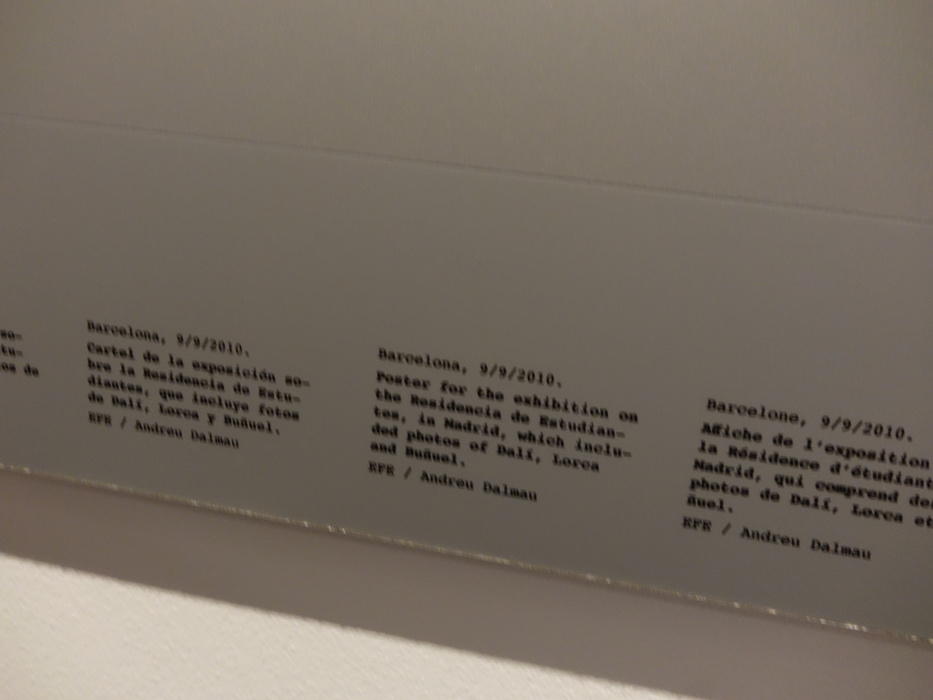 so-
tu-
os de
Barcelona, 9/9/2010.
Cartel de la exposición so-
bre la Residencia de Estu-
diantes, que incluye fotos
de Dalí, Lorca y Buñuel.
EFE / Andreu Dalmau
Barcelona, 9/9/2010.
Poster for the exhibition on
the Residencia de Estudian-
tes, in Madrid, which inclu-
ded photos of Dalí, Lorca
and Buñuel.
EFE / Andreu Dalmau
Barcelone, 9/9/2010.
Affiche de l'exposition
la Résidence d'étudiant
Madrid, qui comprend de
photos de Dalí, Lorca et
ñuel.
EFE / Andreu Dalmau